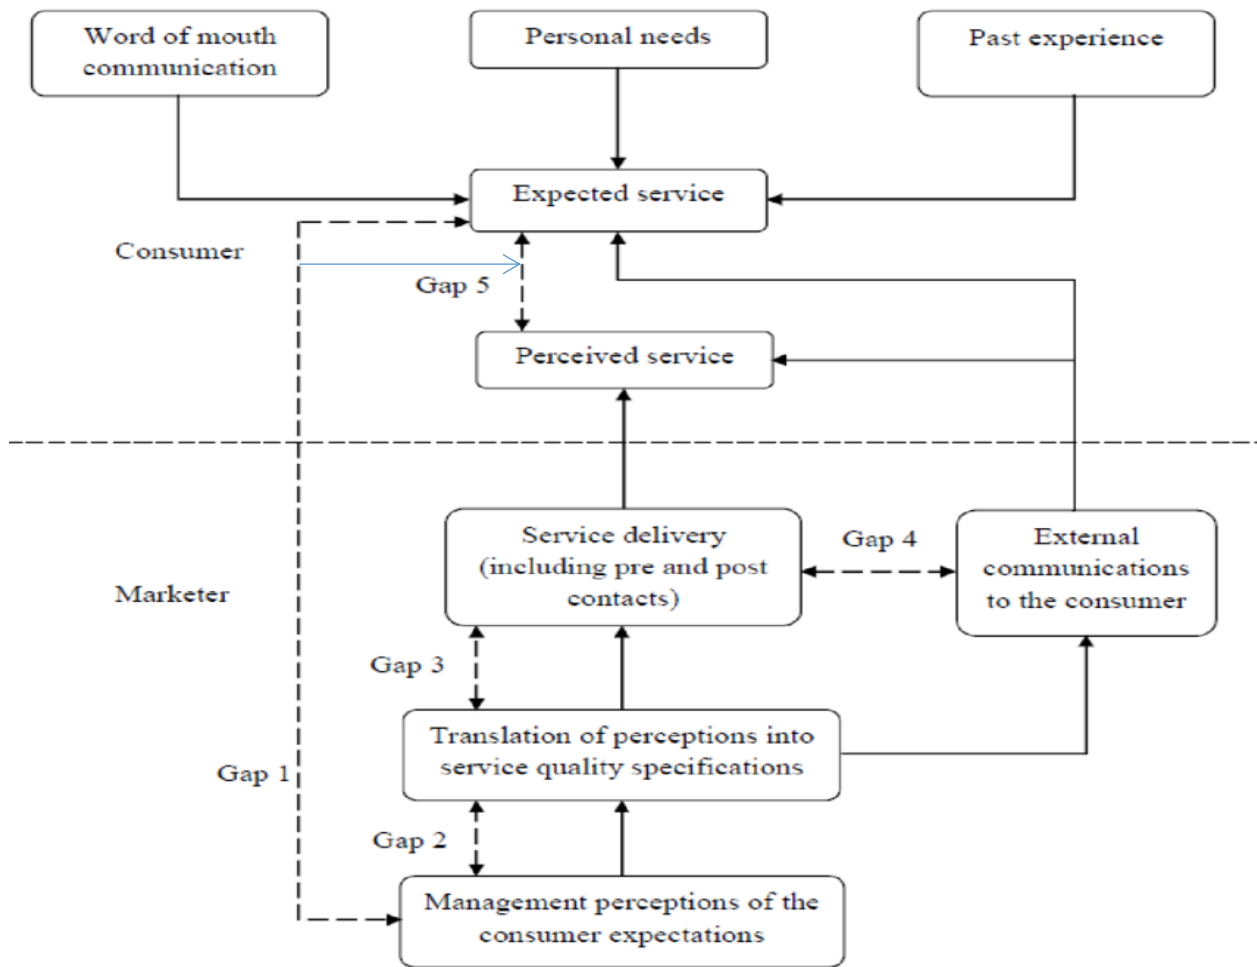 Word of mouth
communication
Personal needs
Past experience
Expected service
Consumer
Gap 5
Perceived service
Service delivery
(including pre and post
contacts)
Gap 4
External
communications
to the consumer
Marketer
Gap 3
Translation of perceptions into
service quality specifications
Gap 1
Gap 2
Management perceptions of the
consumer expectations